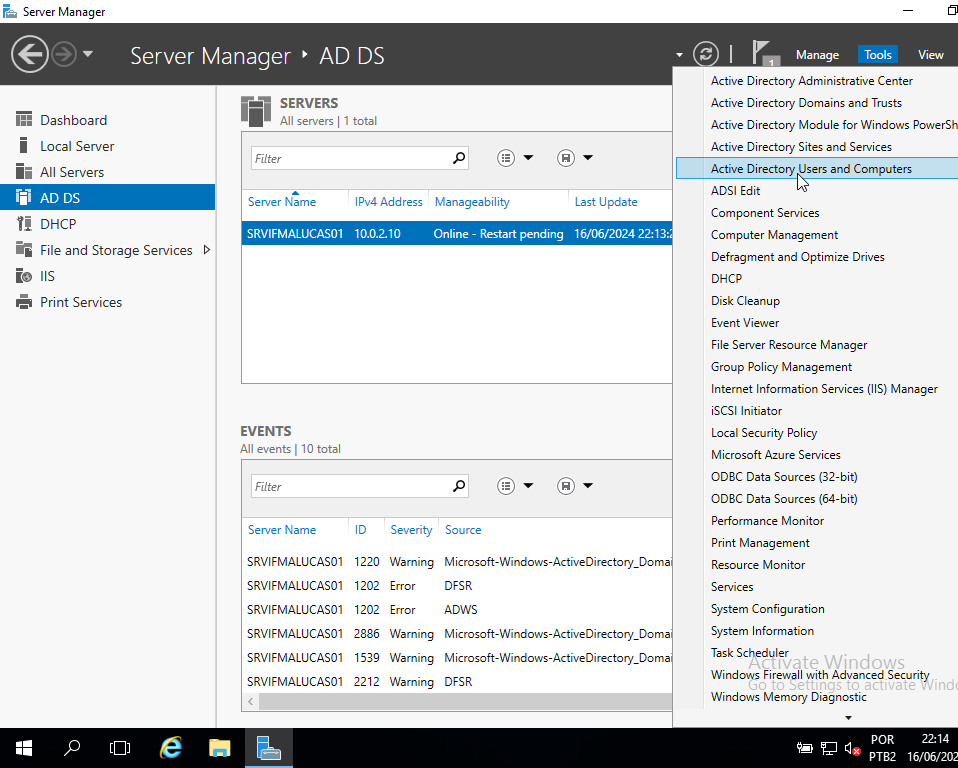 Server Manager
Server Manager • AD DS
1
Manage
Tools
View
Dashboard
Local Server
All Servers
AD DS
DHCP
File and Storage Services
IIS
Print Services
SERVERS
All servers | 1 total
Filter
Server Name IPv4 Address Manageability Last Update
SRVIFMALUCAS01 10.0.2.10 Online - Restart pending 16/06/2024 22:13:2
EVENTS
All events | 10 total
Filter
Server Name ID Severity Source
SRVIFMALUCAS01 1220 Warning Microsoft-Windows-ActiveDirectory_Domai
SRVIFMALUCAS01 1202 Error DFSR
SRVIFMALUCAS01 1202 Error ADWS
SRVIFMALUCAS01 2886 Warning Microsoft-Windows-ActiveDirectory_Domai
SRVIFMALUCAS01 1539 Warning Microsoft-Windows-ActiveDirectory_Domai
SRVIFMALUCAS01 2212 Warning DFSR
Active Directory Administrative Center
Active Directory Domains and Trusts
Active Directory Module for Windows PowerSh
Active Directory Sites and Services
Active Directory Users and Computers
ADSI Edit
Component Services
Computer Management
Defragment and Optimize Drives
DHCP
Disk Cleanup
Event Viewer
File Server Resource Manager
Group Policy Management
Internet Information Services (IIS) Manager
iSCSI Initiator
Local Security Policy
Microsoft Azure Services
ODBC Data Sources (32-bit)
ODBC Data Sources (64-bit)
Performance Monitor
Print Management
Resource Monitor
Services
System Configuration
System Information
Task Scheduler
Activate Windows
Windows Firewall with Advanced Security
Go to Settings to activate Windo
Windows Memory Diagnostic
POR
PTB2
22:14
16/06/202